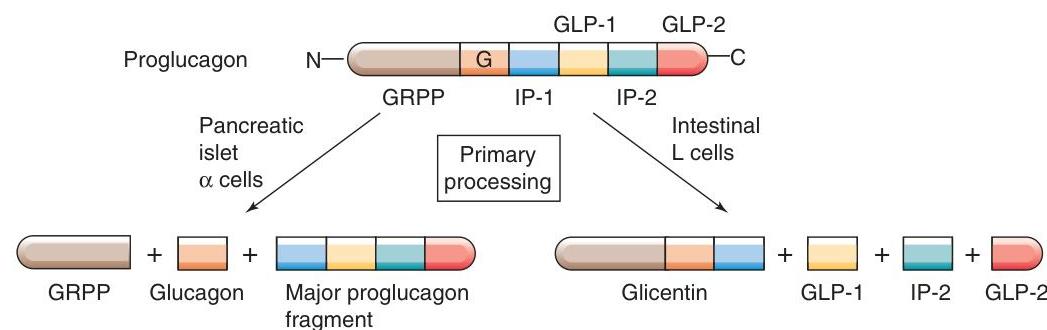 GLP-1 GLP-2
Proglucagon N G C
GRPP IP-1 IP-2
Pancreatic
islet
α cells
Primary
processing
Intestinal
L cells
+ + + + +
GRPP Glucagon Major proglucagon
fragment
Glicentin GLP-1 IP-2 GLP-2